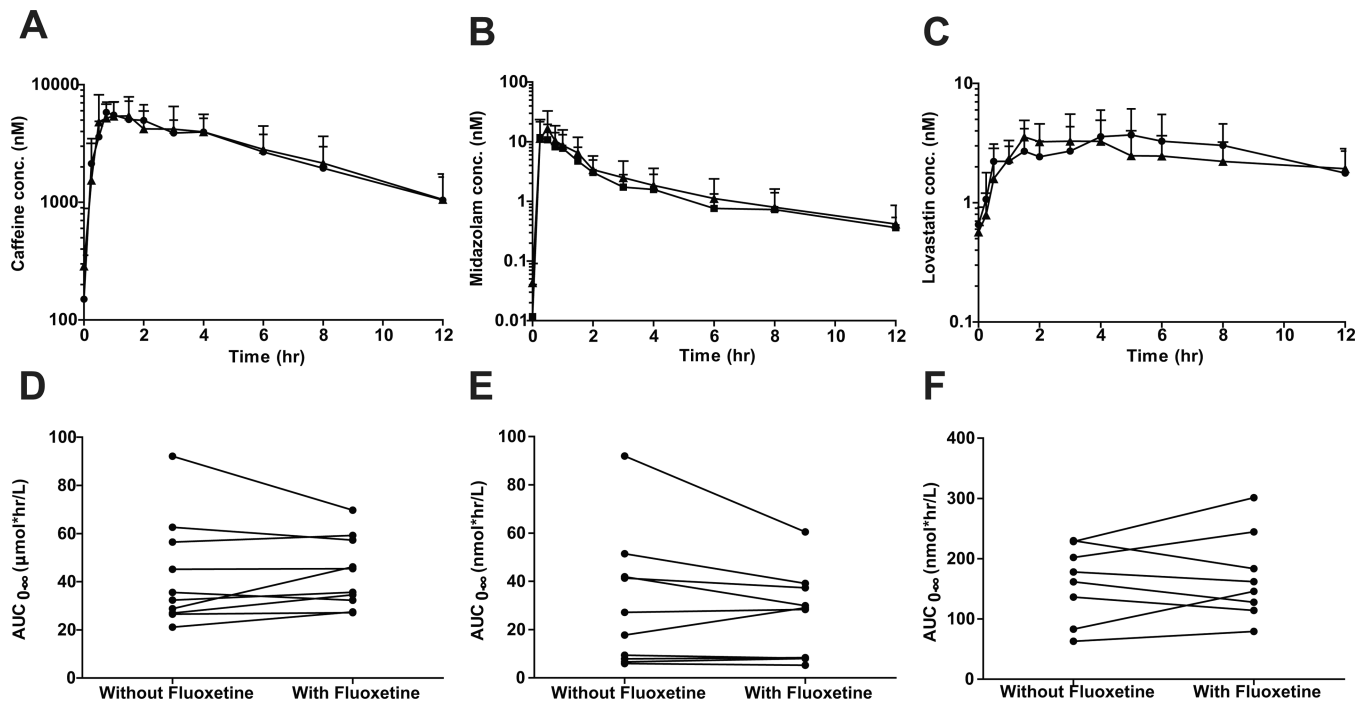 A
B
C
Caffeine conc. (nM)
10000
1000
100
0
2
4
6
8
10
12
Time (hr)
Midazolam conc. (nM)
100
10
1
0.1
0.01
0
2
4
6
8
10
12
Time (hr)
Lovastatin conc. (nM)
10
1
0.1
0
2
4
6
8
10
12
Time (hr)
D
E
F
AUC 0-∞ (µmol*hr/L)
100
80
60
40
20
0
Without Fluoxetine
With Fluoxetine
AUC 0-∞ (nmol*hr/L)
100
80
60
40
20
0
Without Fluoxetine
With Fluoxetine
AUC 0-∞ (nmol*hr/L)
400
300
200
100
0
Without Fluoxetine
With Fluoxetine